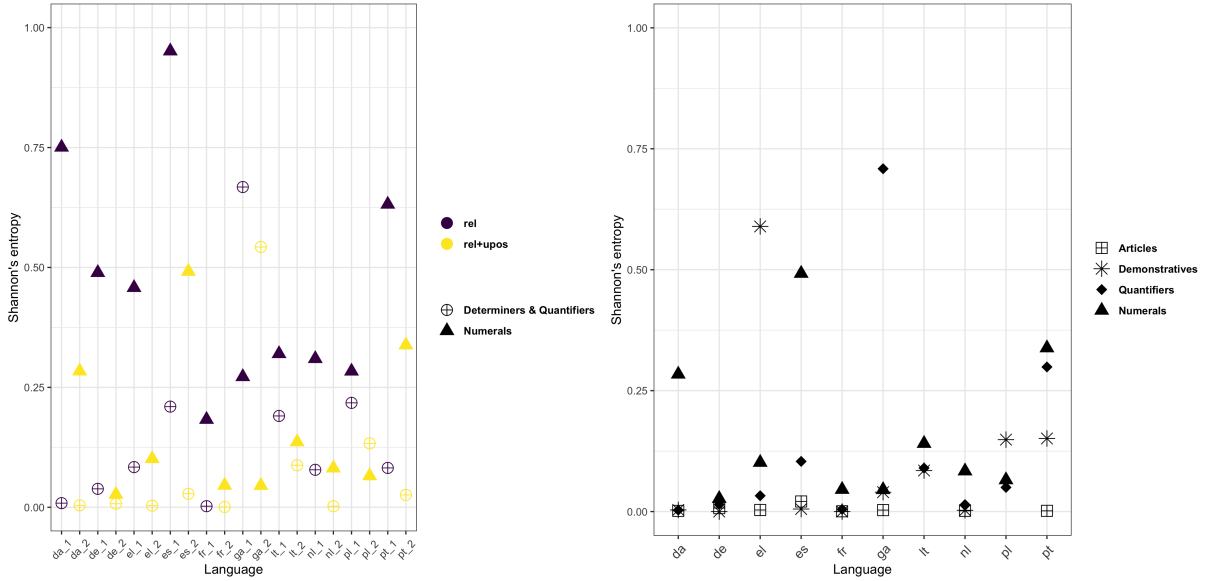 1.00
0.75
0.50
0.25
0.00
Shannon's entropy
da_1
da_2
de_1
de_2
el_1
el_2
es_1
es_2
fr_1
fr_2
ga_1
ga_2
lt_1
lt_2
nl_1
nl_2
pl_1
pl_2
pt_1
pt_2
Language
rel
rel+upos
Determiners & Quantifiers
Numerals
1.00
0.75
0.50
0.25
0.00
Shannon's entropy
da
de
el
es
fr
ga
lt
nl
pl
pt
Language
Articles
Demonstratives
Quantifiers
Numerals